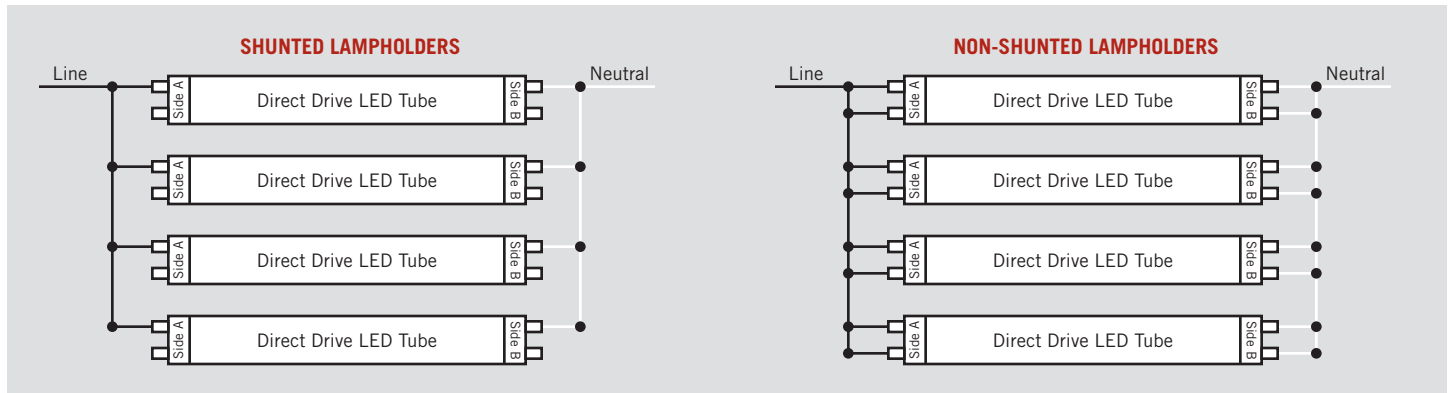 SHUNTED LAMPHOLDERS
Line
Neutral
Side A
Direct Drive LED Tube
Side B
Side A
Direct Drive LED Tube
Side B
Side A
Direct Drive LED Tube
Side B
Side A
Direct Drive LED Tube
Side B
NON-SHUNTED LAMPHOLDERS
Line
Neutral
Side A
Direct Drive LED Tube
Side B
Side A
Direct Drive LED Tube
Side B
Side A
Direct Drive LED Tube
Side B
Side A
Direct Drive LED Tube
Side B